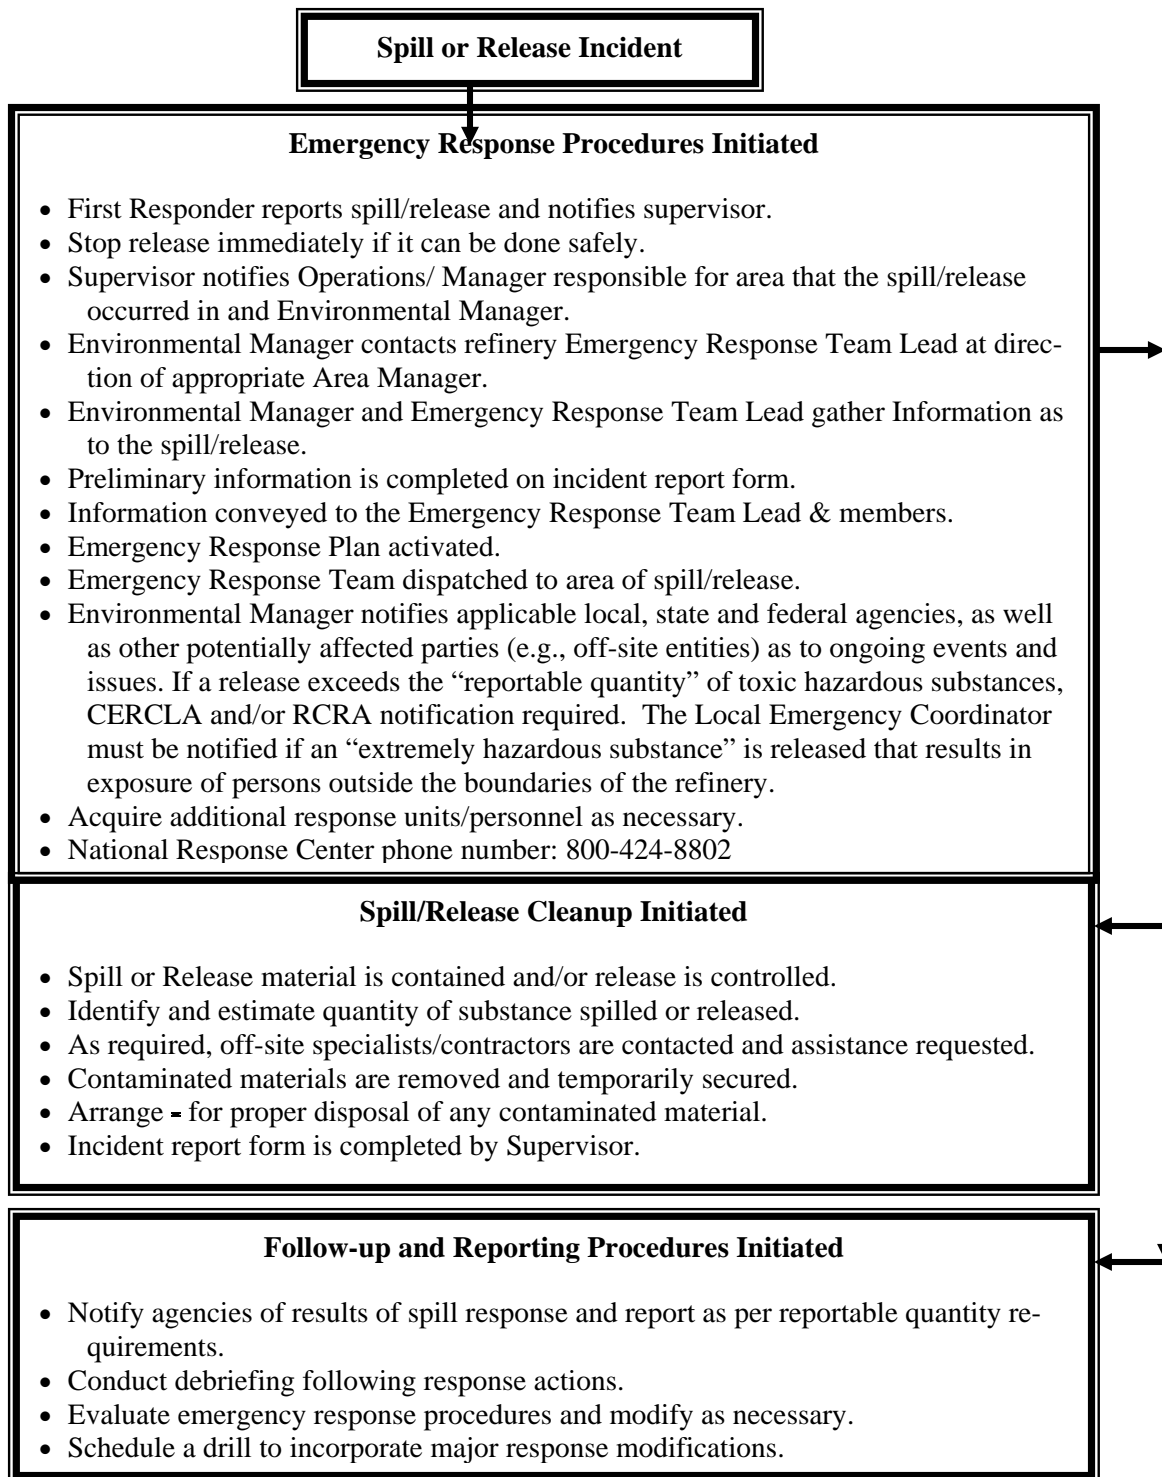 Spill or Release Incident
Emergency Response Procedures Initiated
• First Responder reports spill/release and notifies supervisor.
• Stop release immediately if it can be done safely.
• Supervisor notifies Operations/ Manager responsible for area that the spill/release
occurred in and Environmental Manager.
• Environmental Manager contacts refinery Emergency Response Team Lead at direc-
tion of appropriate Area Manager.
• Environmental Manager and Emergency Response Team Lead gather Information as
to the spill/release.
• Preliminary information is completed on incident report form.
• Information conveyed to the Emergency Response Team Lead & members.
• Emergency Response Plan activated.
• Emergency Response Team dispatched to area of spill/release.
• Environmental Manager notifies applicable local, state and federal agencies, as well
as other potentially affected parties (e.g., off-site entities) as to ongoing events and
issues. If a release exceeds the “reportable quantity” of toxic hazardous substances,
CERCLA and/or RCRA notification required.  The Local Emergency Coordinator
must be notified if an “extremely hazardous substance” is released that results in
exposure of persons outside the boundaries of the refinery.
• Acquire additional response units/personnel as necessary.
• National Response Center phone number: 800-424-8802
Spill/Release Cleanup Initiated
• Spill or Release material is contained and/or release is controlled.
• Identify and estimate quantity of substance spilled or released.
• As required, off-site specialists/contractors are contacted and assistance requested.
• Contaminated materials are removed and temporarily secured.
• Arrange - for proper disposal of any contaminated material.
• Incident report form is completed by Supervisor.
Follow-up and Reporting Procedures Initiated
• Notify agencies of results of spill response and report as per reportable quantity re-
quirements.
• Conduct debriefing following response actions.
• Evaluate emergency response procedures and modify as necessary.
• Schedule a drill to incorporate major response modifications.